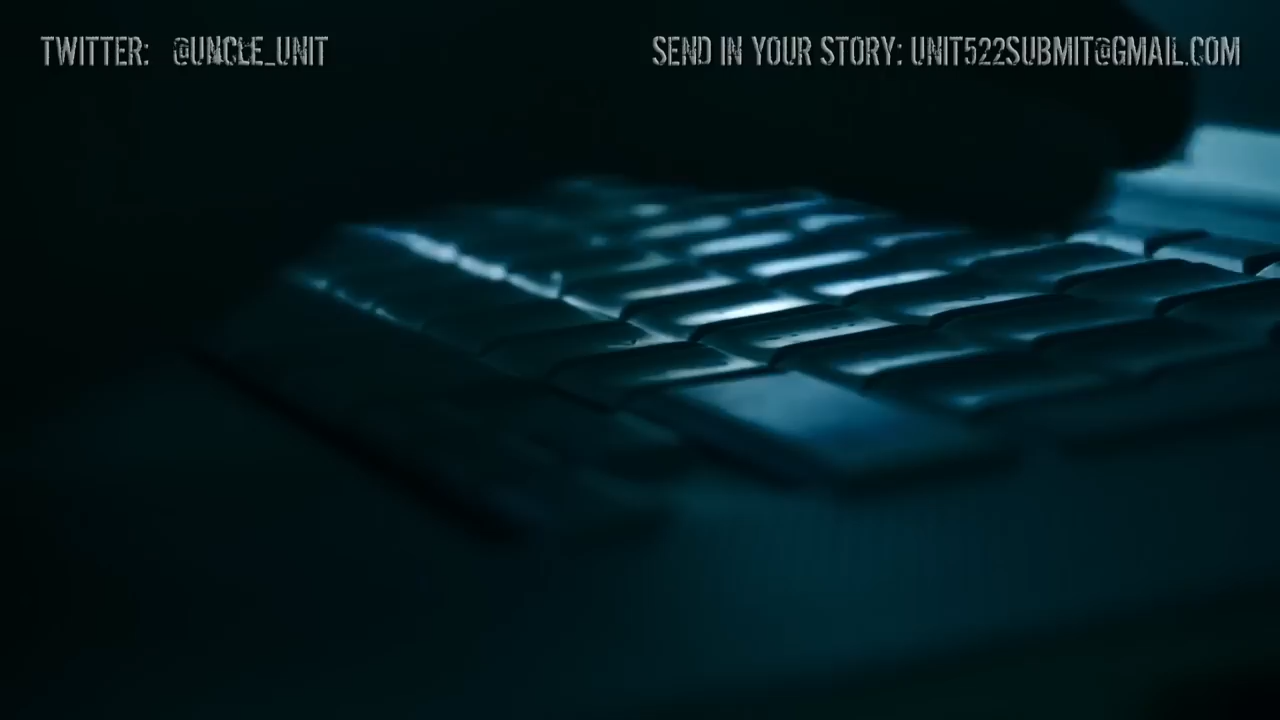 TWITTER: @UNCLE_UNIT
SEND IN YOUR STORY: UNIT522SUBMIT@GMAIL.COM